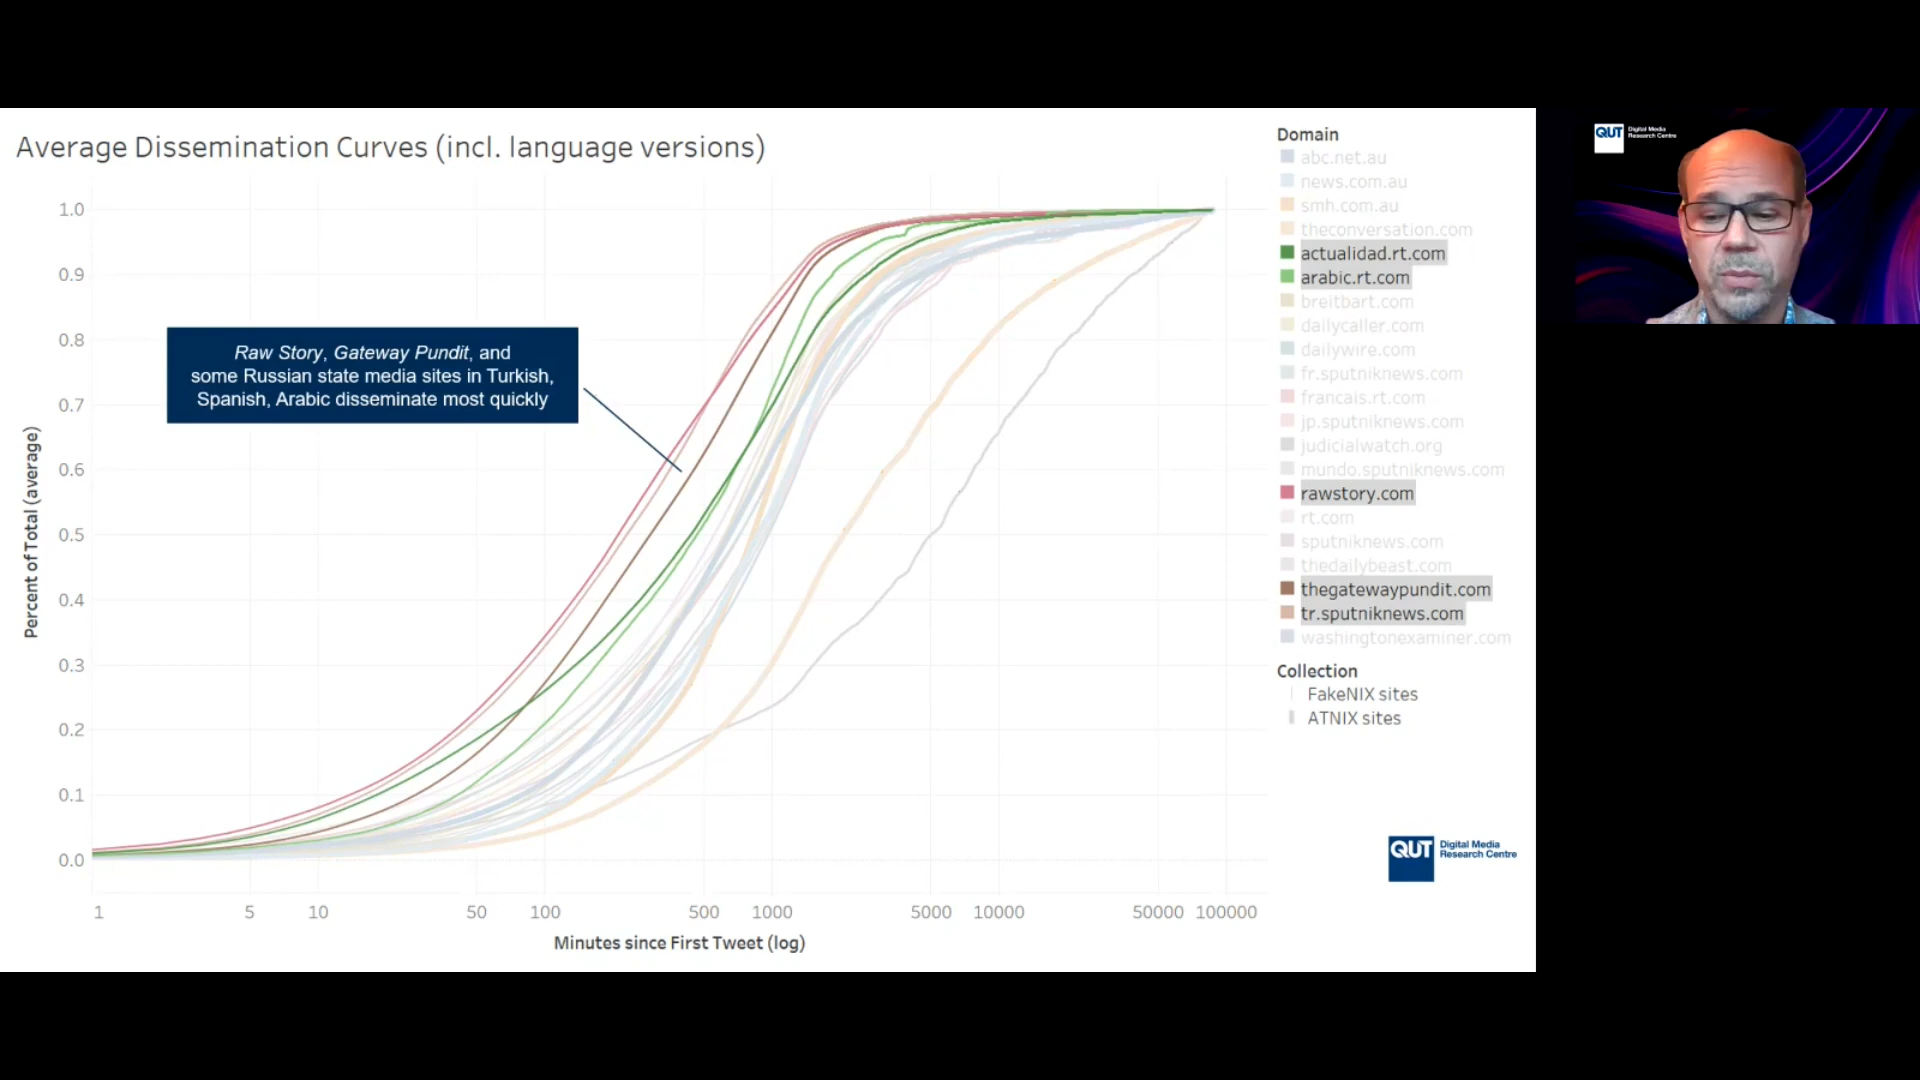 Average Dissemination Curves (incl. language versions)
Percent of Total (average)
1.0
0.9
0.8
0.7
0.6
0.5
0.4
0.3
0.2
0.1
0.0
Raw Story, Gateway Pundit, and
some Russian state media sites in Turkish,
Spanish, Arabic disseminate most quickly
1 5 10 50 100 500 1000 5000 10000 50000 100000
Minutes since First Tweet (log)
Domain
abc.net.au
news.com.au
smh.com.au
theconversation.com
actualidad.rt.com
arabic.rt.com
breitbart.com
dailycaller.com
dailywire.com
fr.sputniknews.com
francais.rt.com
jp.sputniknews.com
judicialwatch.org
mundo.sputniknews.com
rawstory.com
rt.com
sputniknews.com
thedailybeast.com
thegatewaypundit.com
tr.sputniknews.com
washingtonexaminer.com
Collection
FakeNIX sites
ATNIX sites
QUT Digital Media
Research Centre
QUT Digital Media
Research Centre